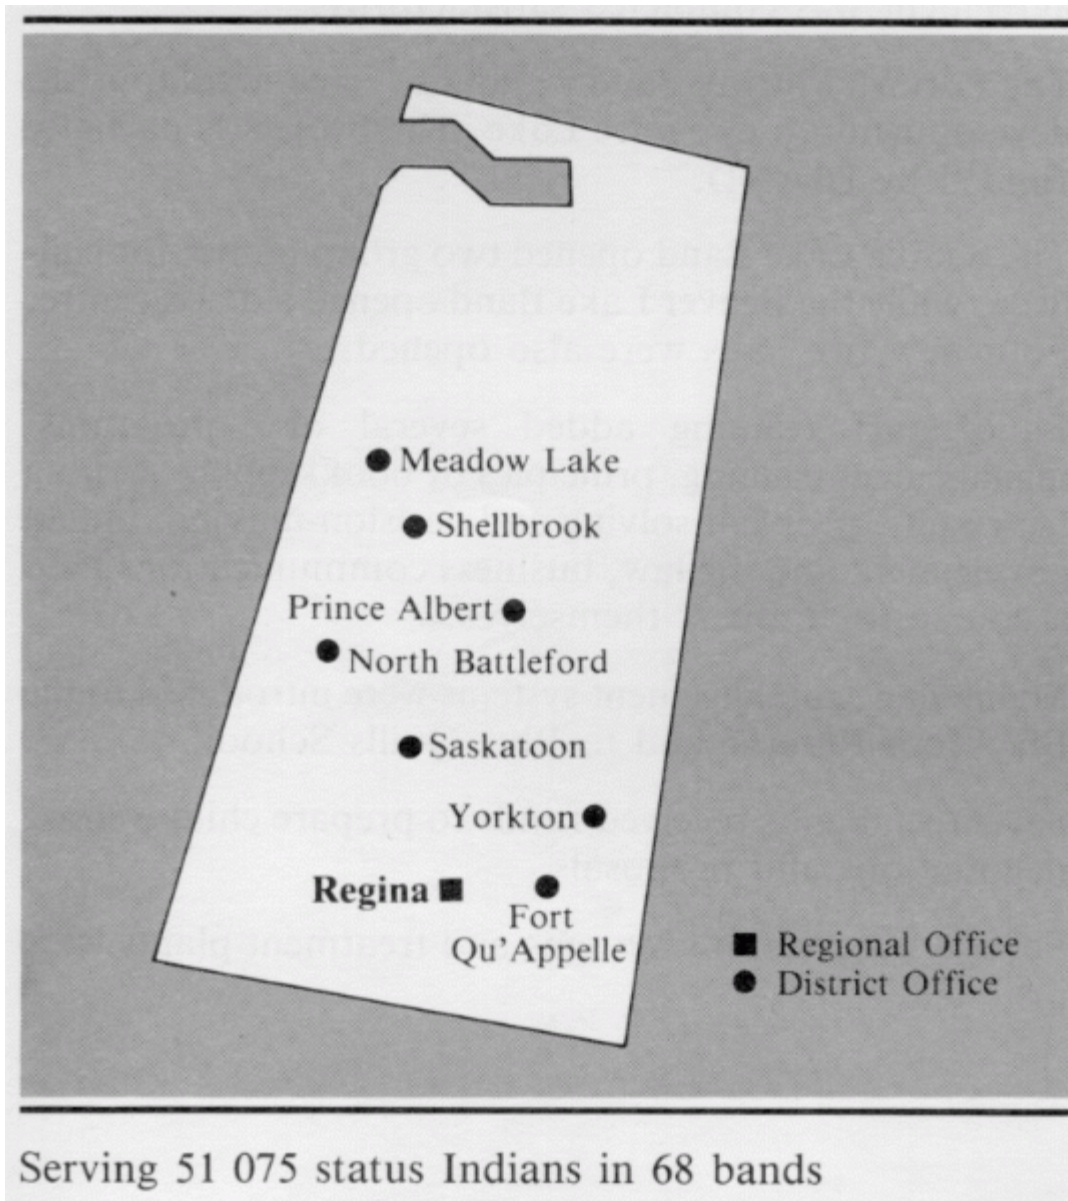 Meadow Lake
Shellbrook
Prince Albert
North Battleford
Saskatoon
Yorkton
Regina
Fort
Qu'Appelle
Regional Office
District Office
Serving 51 075 status Indians in 68 bands